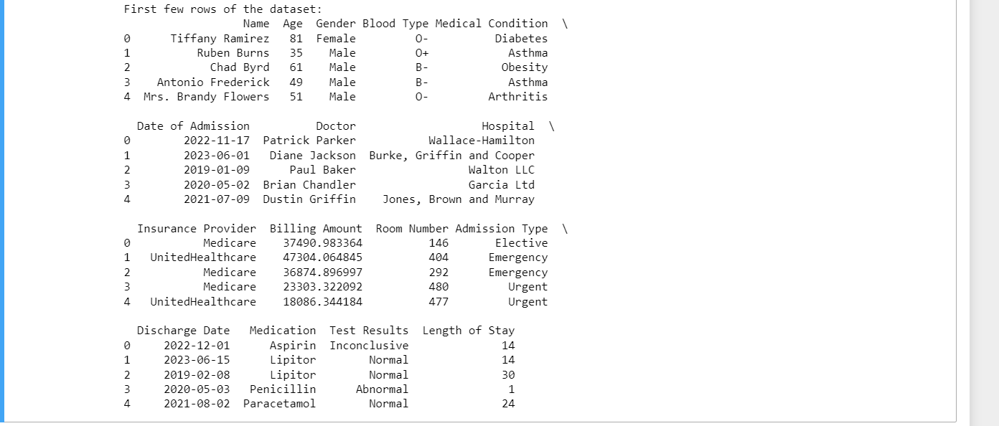 First few rows of the dataset:
Name Age Gender Blood Type Medical Condition \
0 Tiffany Ramirez 81 Female O- Diabetes
1 Ruben Burns 35 Male O+ Asthma
2 Chad Byrd 61 Male B- Obesity
3 Antonio Frederick 49 Male B- Asthma
4 Mrs. Brandy Flowers 51 Male O- Arthritis
Date of Admission Doctor Hospital \
0 2022-11-17 Patrick Parker Wallace-Hamilton
1 2023-06-01 Diane Jackson Burke, Griffin and Cooper
2 2019-01-09 Paul Baker Walton LLC
3 2020-05-02 Brian Chandler Garcia Ltd
4 2021-07-09 Dustin Griffin Jones, Brown and Murray
Insurance Provider Billing Amount Room Number Admission Type \
0 Medicare 37490.983364 146 Elective
1 UnitedHealthcare 47304.064845 404 Emergency
2 Medicare 36874.896997 292 Emergency
3 Medicare 23303.322092 480 Urgent
4 UnitedHealthcare 18086.344184 477 Urgent
Discharge Date Medication Test Results Length of Stay
0 2022-12-01 Aspirin Inconclusive 14
1 2023-06-15 Lipitor Normal 14
2 2019-02-08 Lipitor Normal 30
3 2020-05-03 Penicillin Abnormal 1
4 2021-08-02 Paracetamol Normal 24